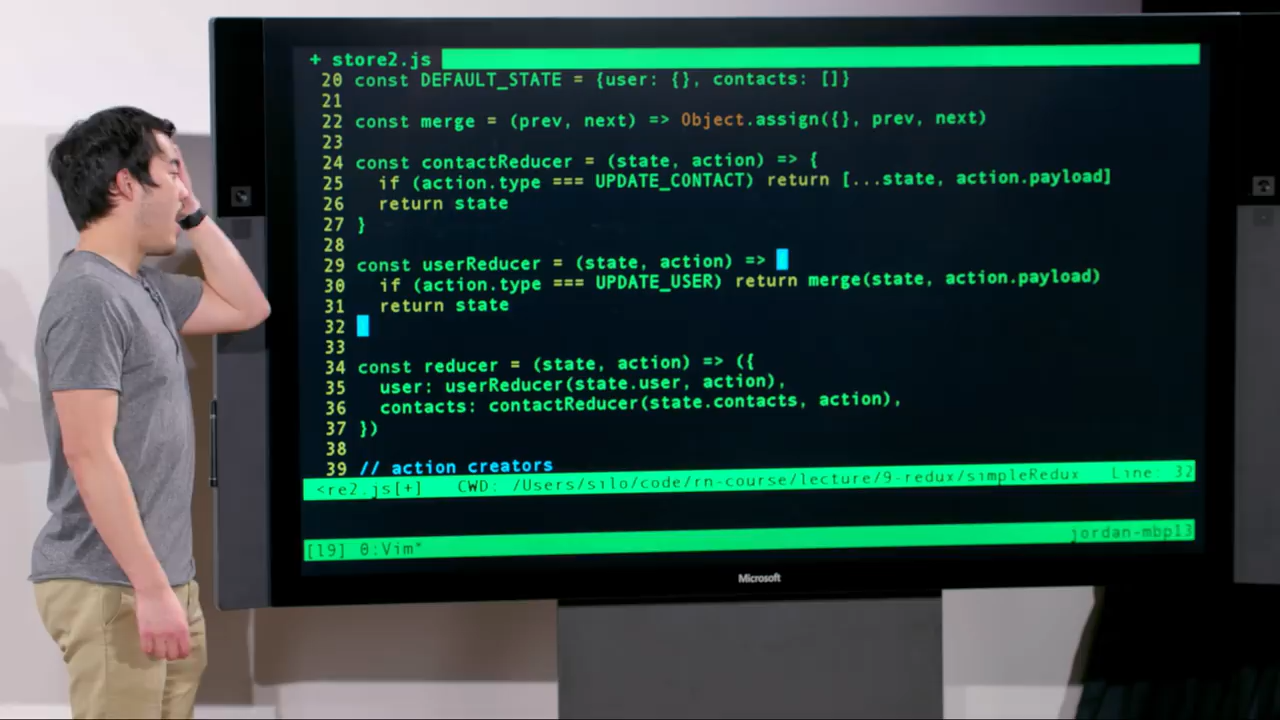 + store2.js
20 const DEFAULT_STATE = {user: {}, contacts: []}
21
22 const merge = (prev, next) => Object.assign({}, prev, next)
23
24 const contactReducer = (state, action) => {
25 if (action.type === UPDATE_CONTACT) return [...state, action.payload]
26 return state
27 }
28
29 const userReducer = (state, action) => {
30 if (action.type === UPDATE_USER) return merge(state, action.payload)
31 return state
32 }
33
34 const reducer = (state, action) => ({
35 user: userReducer(state.user, action),
36 contacts: contactReducer(state.contacts, action),
37 })
38
39 // action creators
<re2.js[+] CWD: /Users/silo/code/rn-course/lecture/9-redux/simpleRedux Line: 32
[19] 0:Vim* jordan-mbp13
Microsoft